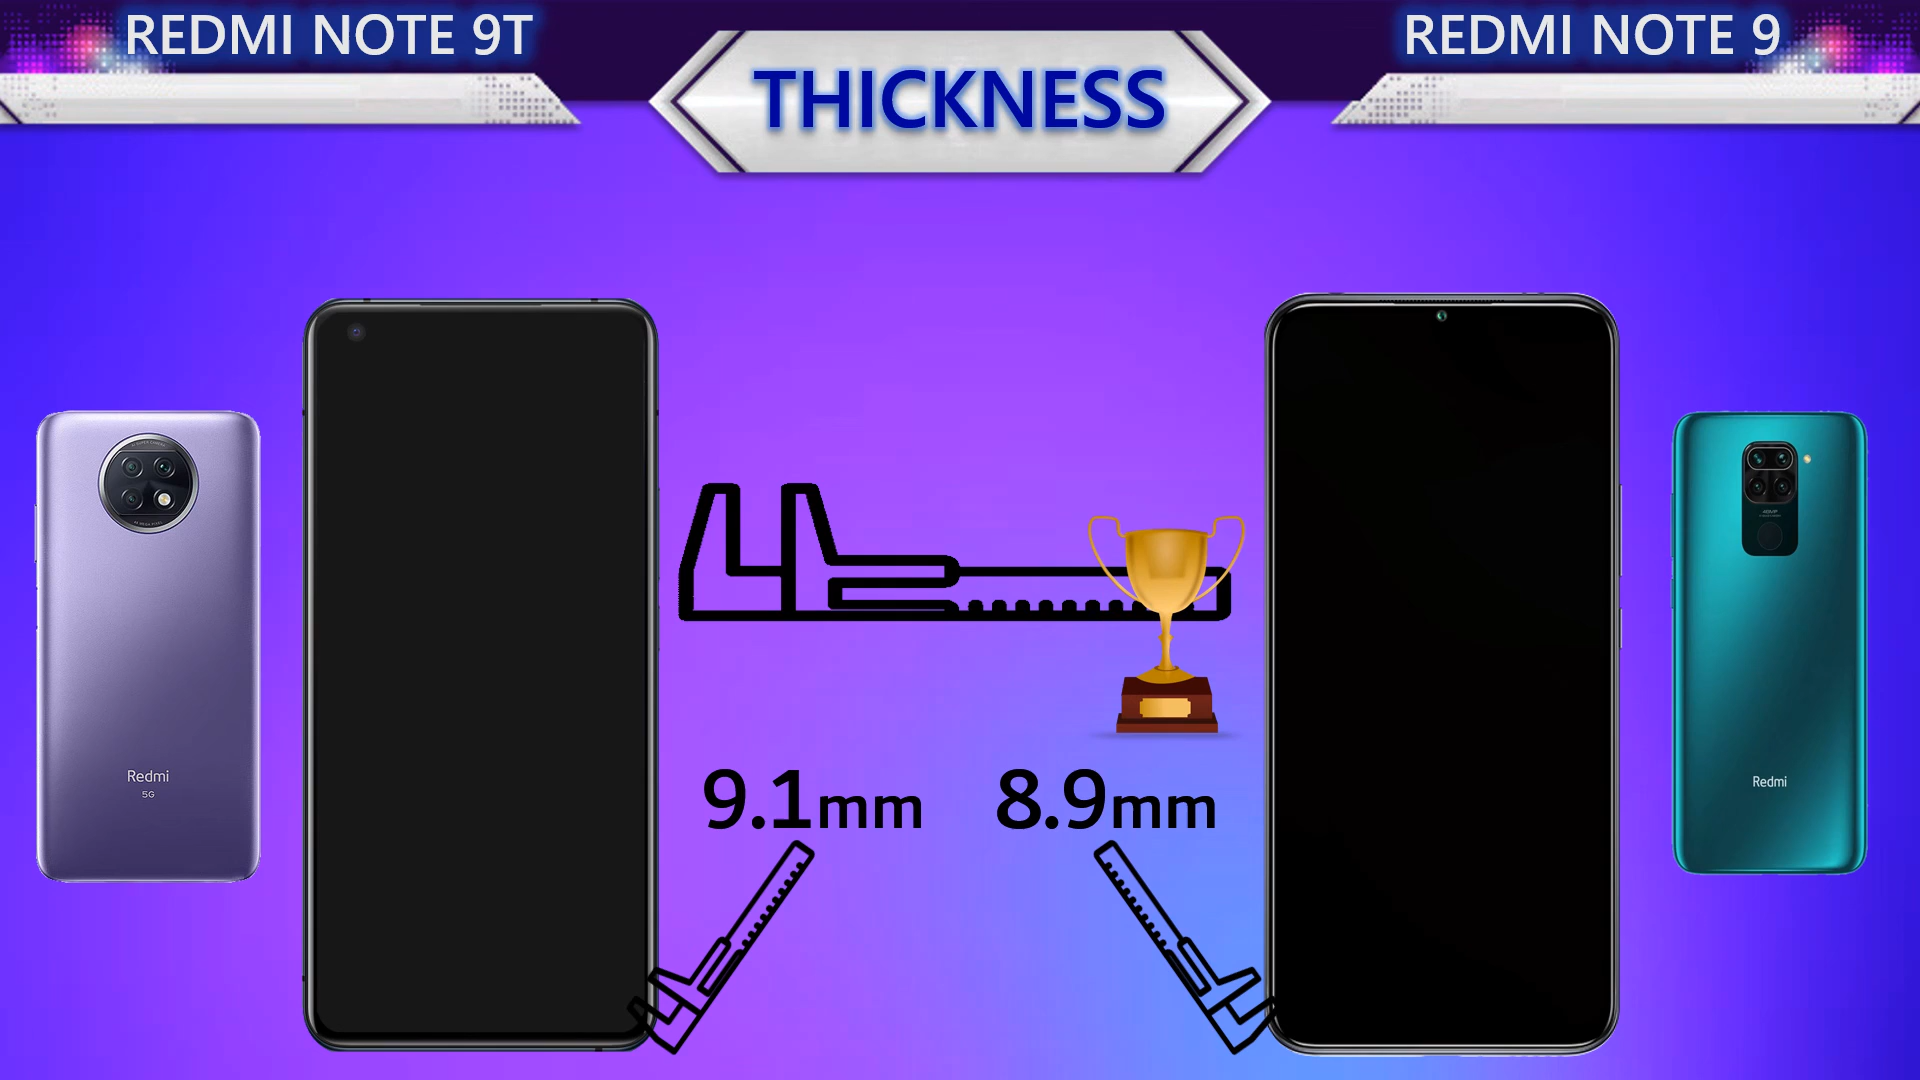 REDMI NOTE 9T
THICKNESS
REDMI NOTE 9
9.1mm
8.9mm
Redmi
5G
Redmi